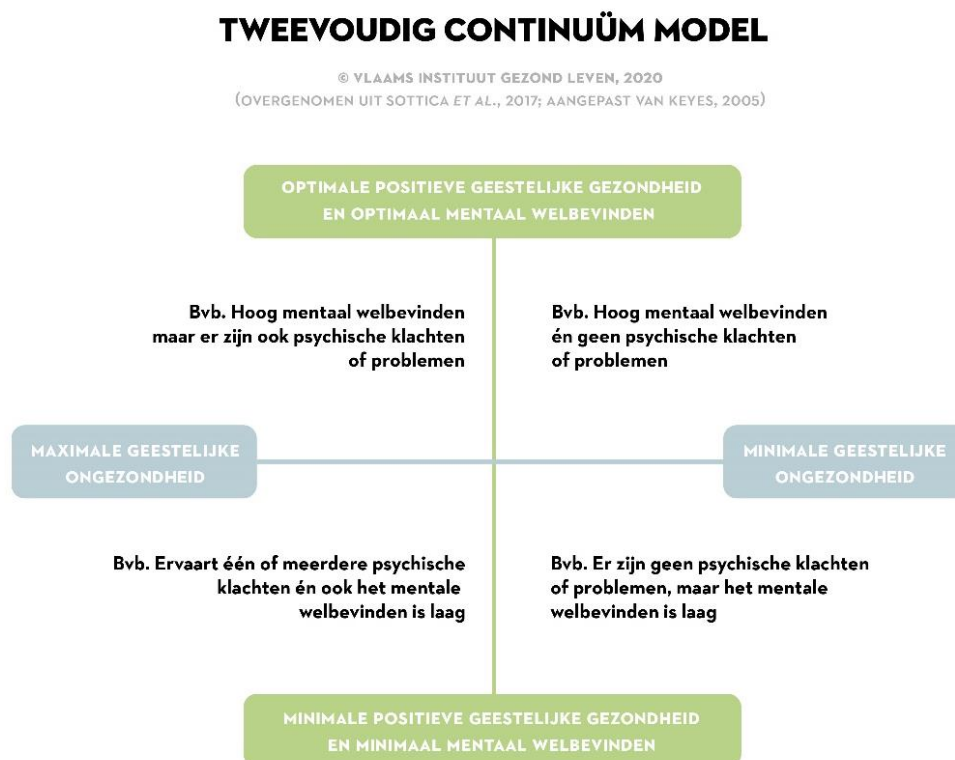 TWEEVOUDIG CONTINUÜM MODEL
© VLAAMS INSTITUUT GEZOND LEVEN, 2020
(OVERGENOMEN UIT SOTTICA ET AL., 2017; AANGEPAST VAN KEYES, 2005)
OPTIMALE POSITIEVE GEESTELIJKE GEZONDHEID
EN OPTIMAAL MENTAAL WELBEVINDEN
Bvb. Hoog mentaal welbevinden
maar er zijn ook psychische klachten
of problemen
Bvb. Hoog mentaal welbevinden
én geen psychische klachten
of problemen
MAXIMALE GEESTELIJKE
ONGEZONDHEID
MINIMALE GEESTELIJKE
ONGEZONDHEID
Bvb. Ervaart één of meerdere psychische
klachten én ook het mentale
welbevinden is laag
Bvb. Er zijn geen psychische klachten
of problemen, maar het mentale
welbevinden is laag
MINIMALE POSITIEVE GEESTELIJKE GEZONDHEID
EN MINIMAAL MENTAAL WELBEVINDEN